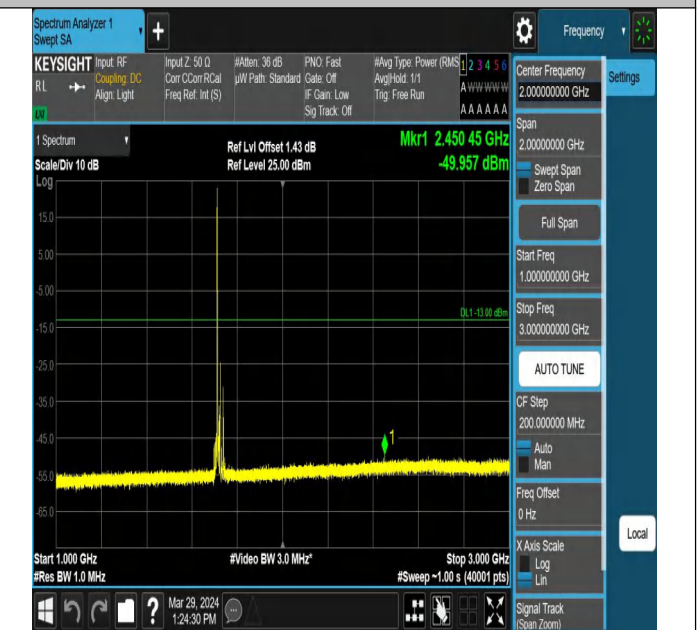 Spectrum Analyzer 1
Swept SA
+
Frequency
KEYSIGHT
RL
LXI
Input: RF
Coupling: DC
Align: Light
Input Z: 50 Ω
Corr CCorr RCal
Freq Ref: Int (S)
#Atten: 36 dB
µW Path: Standard
PNO: Fast
Gate: Off
IF Gain: Low
Sig Track: Off
#Avg Type: Power (RMS
Avg|Hold: 1/1
Trig: Free Run
1 2 3 4 5 6
A W W W W W
A A A A A A
1 Spectrum
Scale/Div 10 dB
Log
Ref Lvl Offset 1.43 dB
Ref Level 25.00 dBm
Mkr1 2.450 45 GHz
-49.957 dBm
15.0
5.00
-5.00
-15.0
-25.0
-35.0
-45.0
-55.0
-65.0
DL1 -13.00 dBm
1
Start 1.000 GHz
#Res BW 1.0 MHz
#Video BW 3.0 MHz*
Stop 3.000 GHz
#Sweep ~1.00 s (40001 pts)
Center Frequency
2.000000000 GHz
Settings
Span
2.00000000 GHz
Swept Span
Zero Span
Full Span
Start Freq
1.000000000 GHz
Stop Freq
3.000000000 GHz
AUTO TUNE
CF Step
200.000000 MHz
Auto
Man
Freq Offset
0 Hz
X Axis Scale
Log
Lin
Local
Signal Track
(Span Zoom)
?
Mar 29, 2024
1:24:30 PM